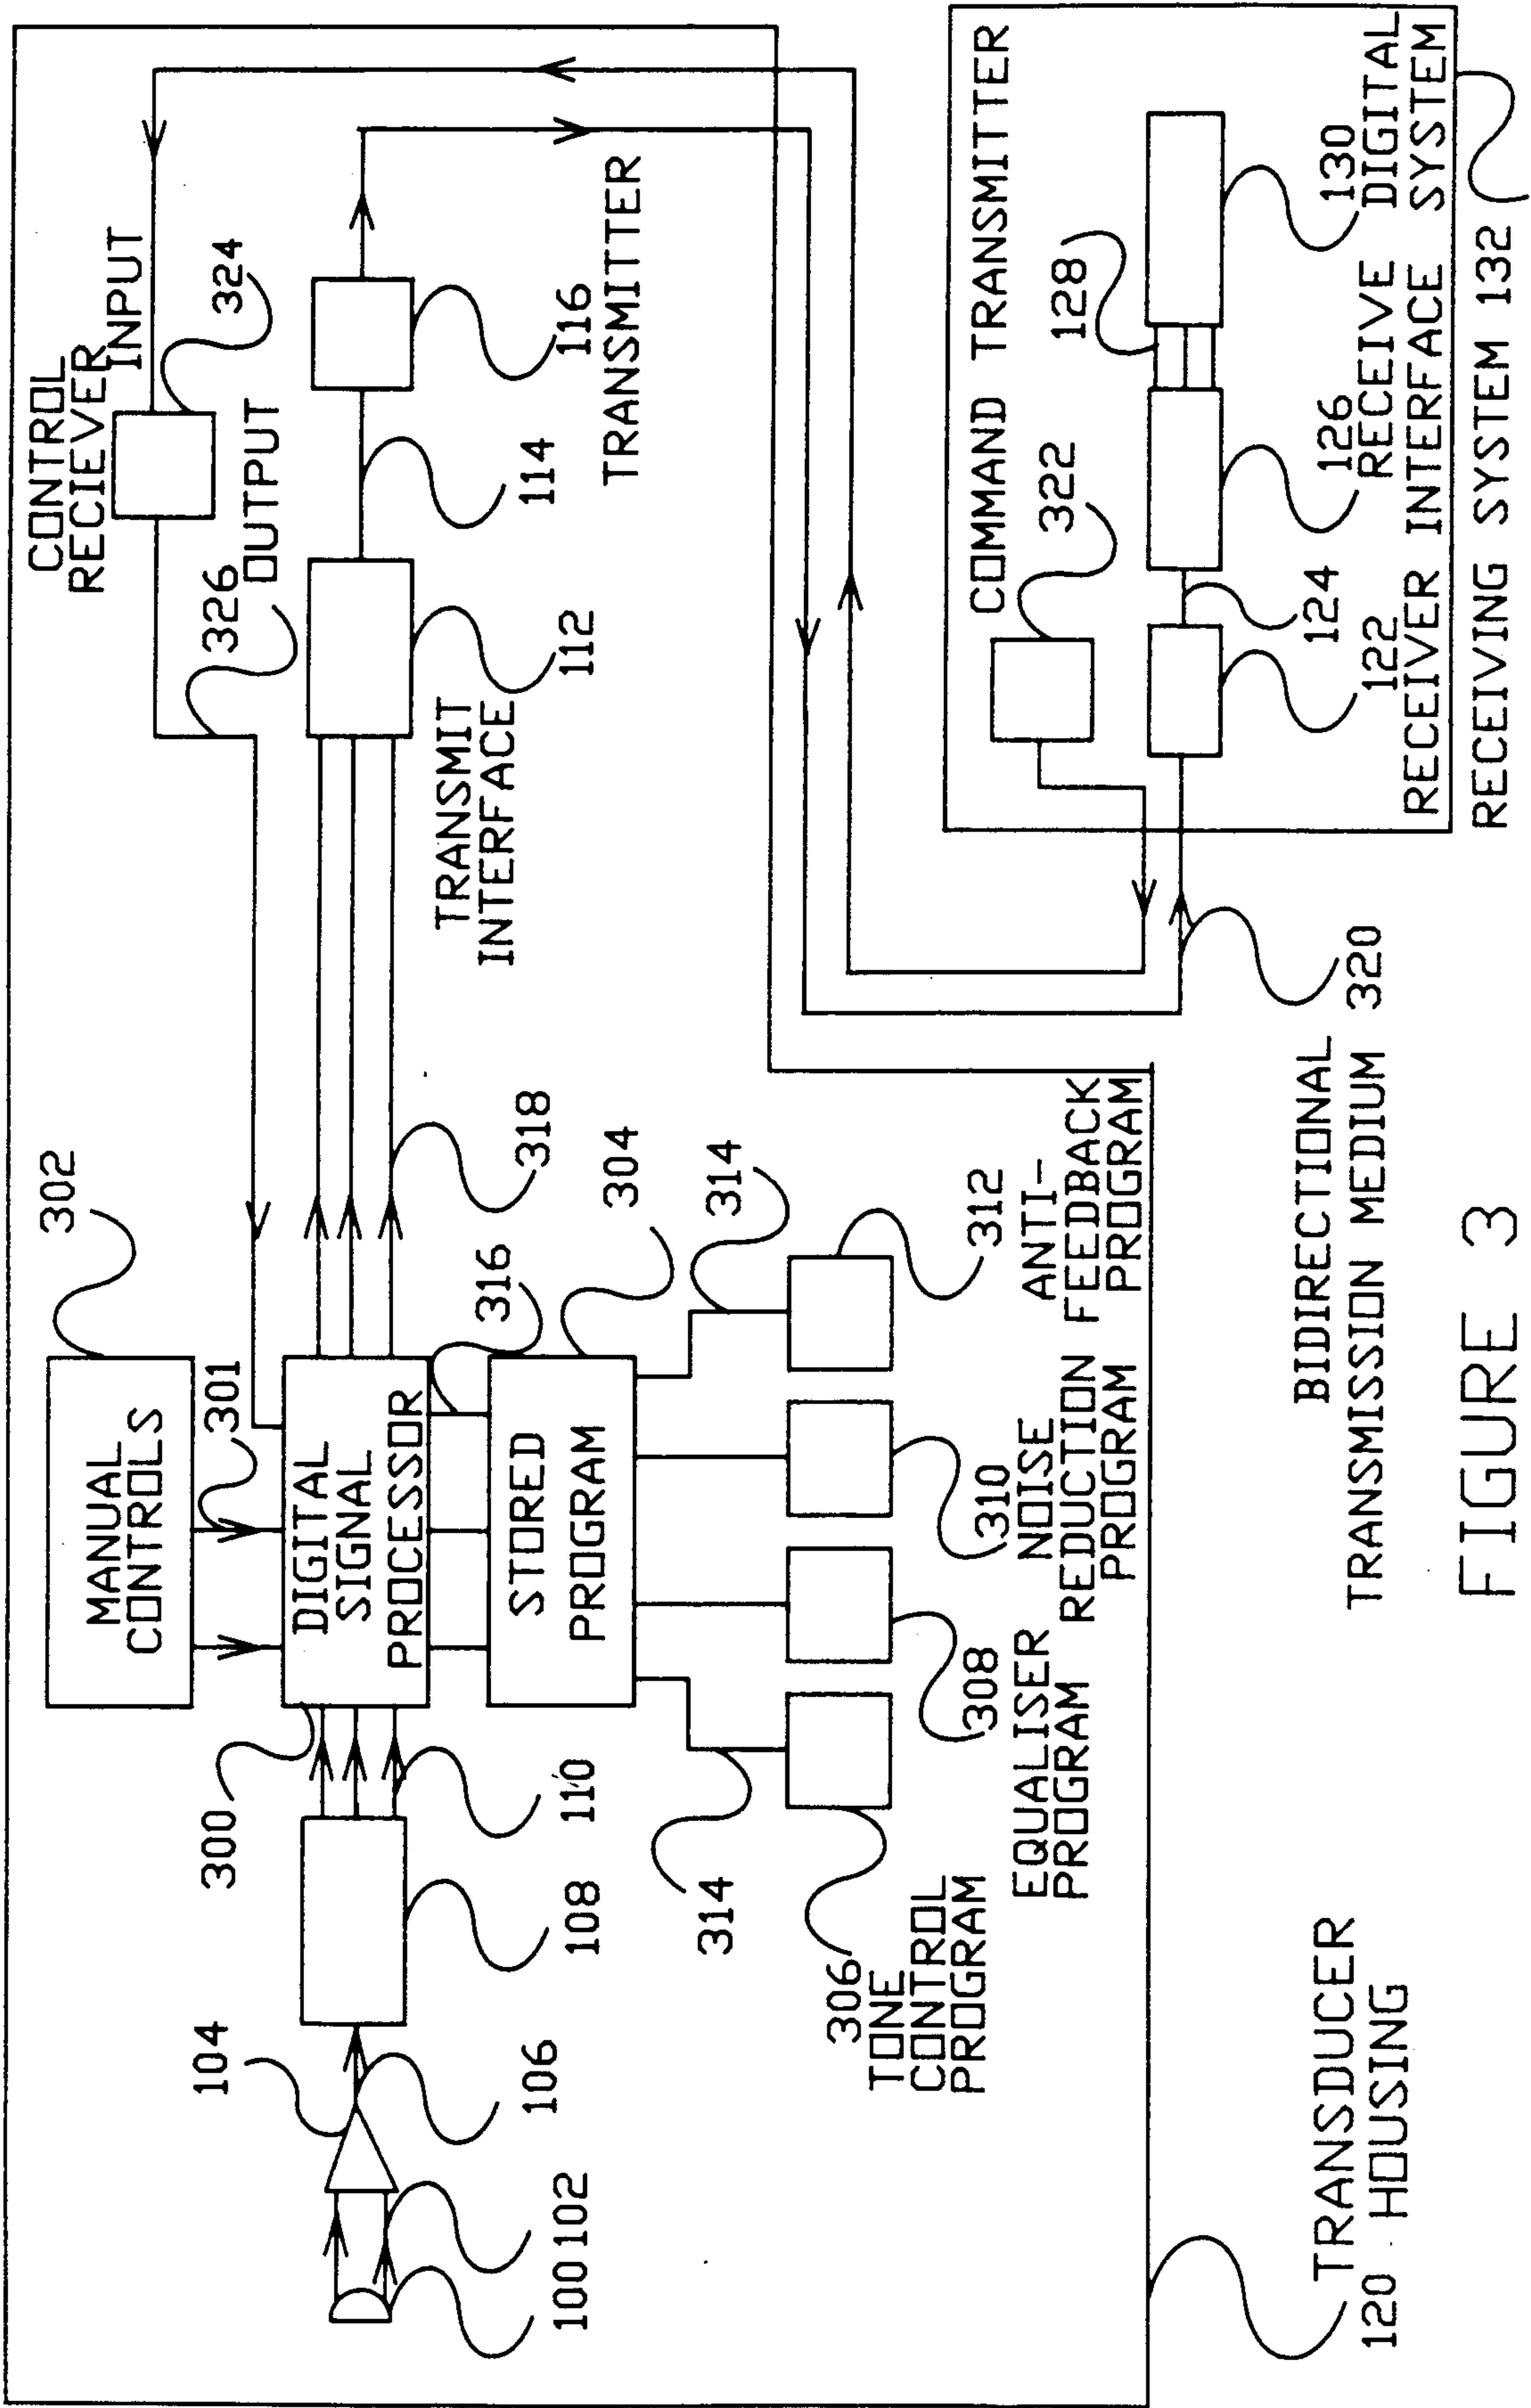 CONTROL
RECIEVER
INPUT
324
OUTPUT
326
302
MANUAL
CONTROLS
301
300
DIGITAL
SIGNAL
PROCESSOR
104
106
100
102
108
110
318
TRANSMIT
INTERFACE
112
114
116
TRANSMITTER
316
304
STORED
PROGRAM
314
314
306
TONE
CONTROL
PROGRAM
308
EQUALISER
PROGRAM
310
NOISE
REDUCTION
PROGRAM
312
ANTI-
FEEDBACK
PROGRAM
COMMAND TRANSMITTER
322
128
122
RECEIVER
124
126
RECEIVE
INTERFACE
130
DIGITAL
SYSTEM
RECEIVING SYSTEM 132
BIDIRECTIONAL
TRANSMISSION MEDIUM 320
TRANSDUCER
120 HOUSING
FIGURE 3